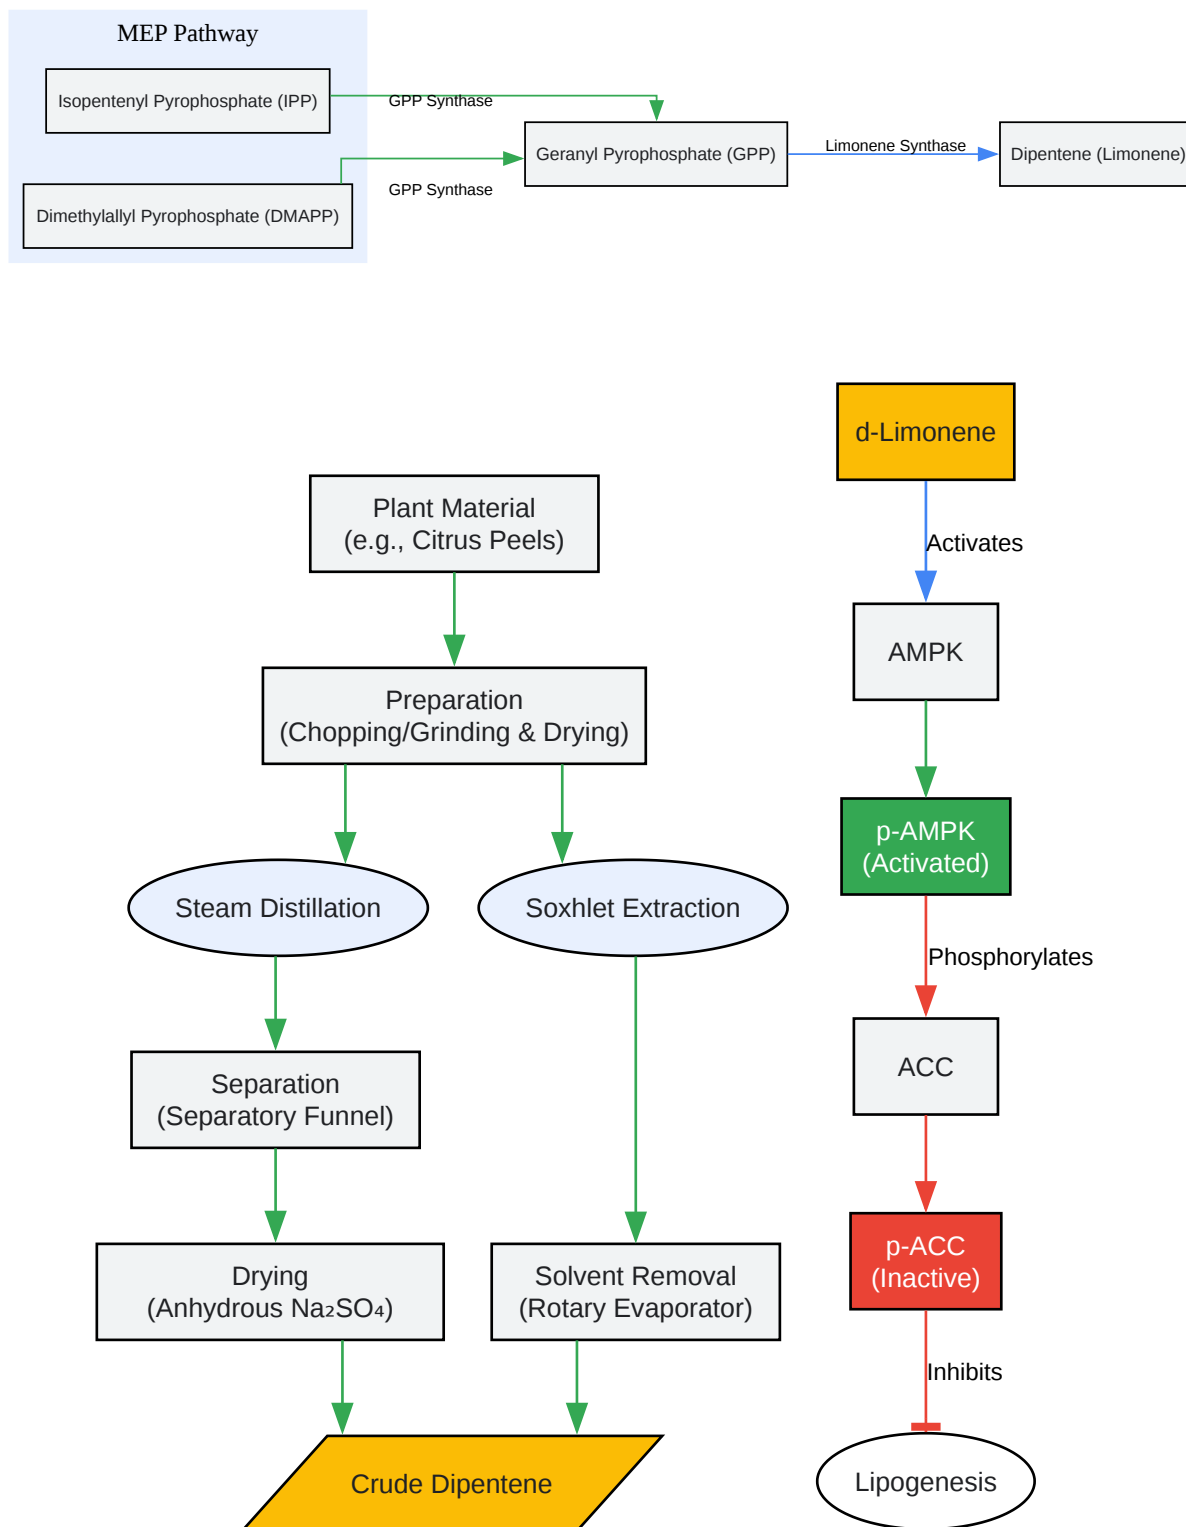 MEP Pathway
Isopentenyl Pyrophosphate (IPP)
GPP Synthase
Geranyl Pyrophosphate (GPP)
Limonene Synthase
Dipentene (Limonene)
GPP Synthase
Dimethylallyl Pyrophosphate (DMAPP)
Plant Material
(e.g., Citrus Peels)
Preparation
(Chopping/Grinding & Drying)
Steam Distillation
Soxhlet Extraction
Separation
(Separatory Funnel)
Drying
(Anhydrous Na₂SO₄)
Solvent Removal
(Rotary Evaporator)
Crude Dipentene
d-Limonene
Activates
AMPK
p-AMPK
(Activated)
Phosphorylates
ACC
p-ACC
(Inactive)
Inhibits
Lipogenesis